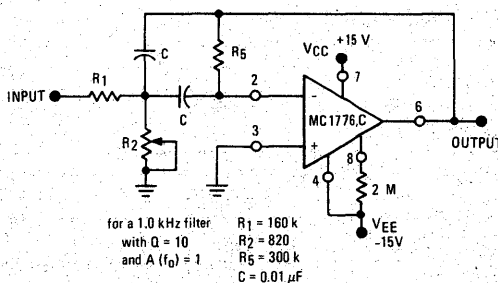 C
R5
VCC
+15 V
7
R1
C
2
INPUT
-
MC1776,C
6
3
+
OUTPUT
R2
8
4
2 M
VEE
-15V
for a 1.0 kHz filter
with Q = 10
and A (fo) = 1
R1 = 160 k
R2 = 820
R5 = 300 k
C = 0.01 µF